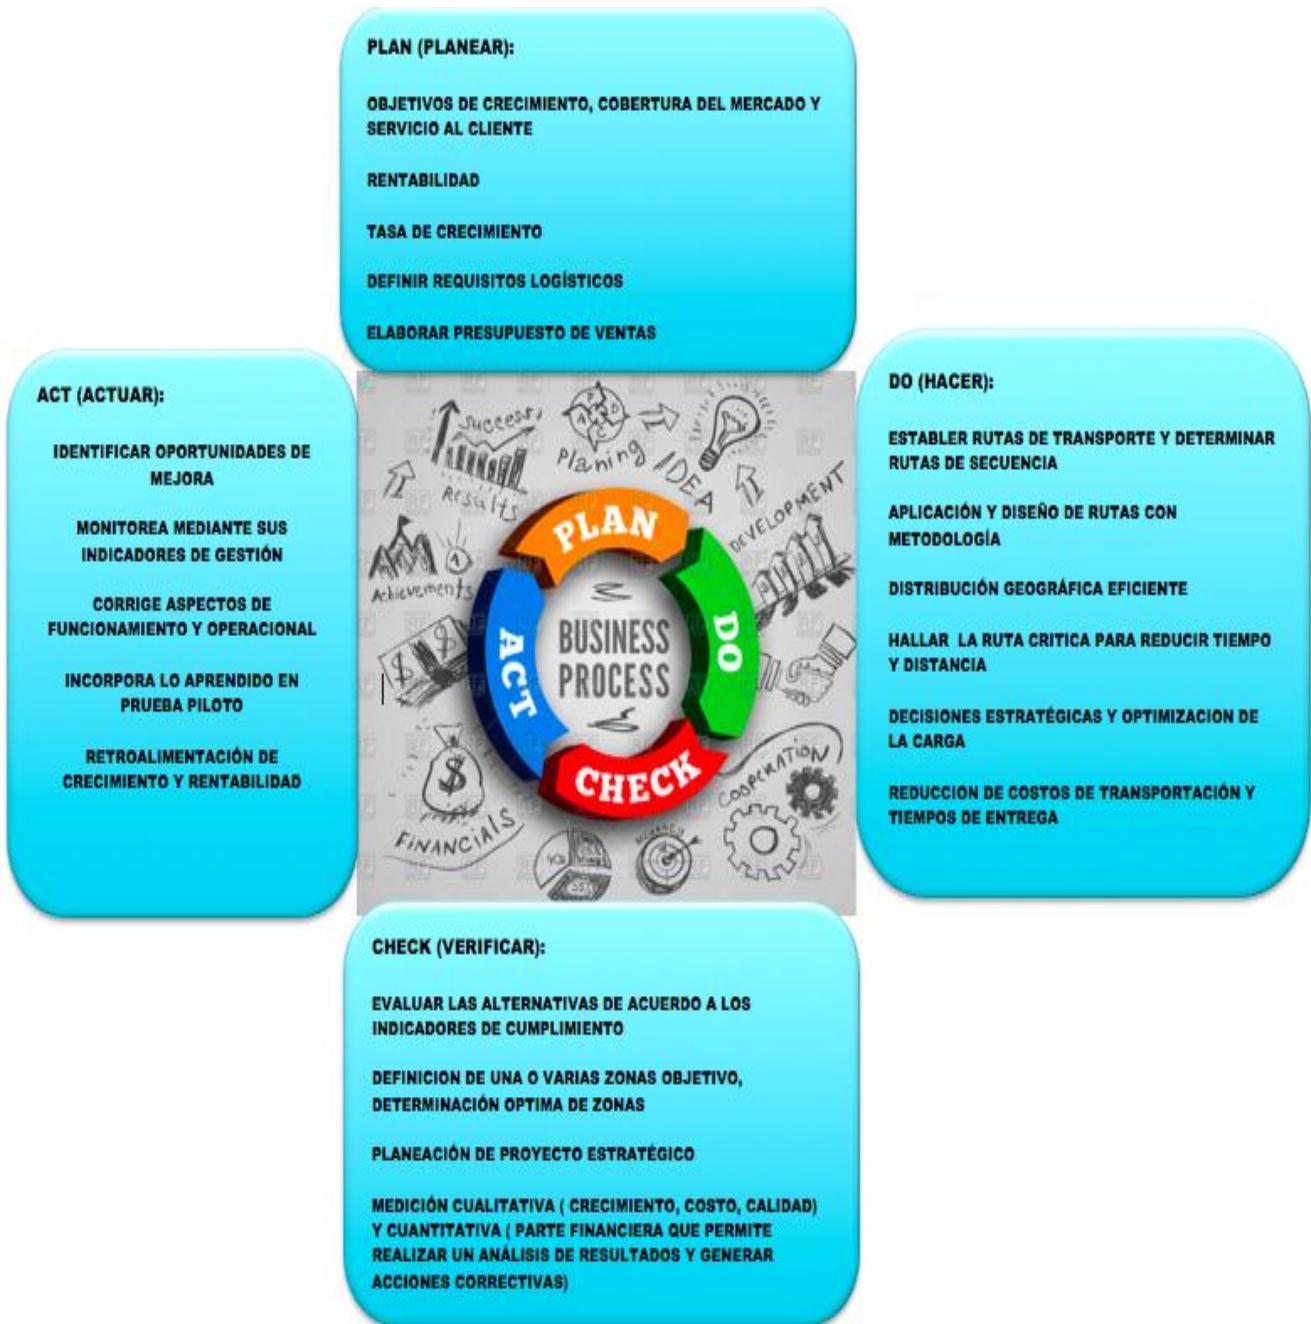 PLAN (PLANEAR):
OBJETIVOS DE CRECIMIENTO, COBERTURA DEL MERCADO Y
SERVICIO AL CLIENTE
RENTABILIDAD
TASA DE CRECIMIENTO
DEFINIR REQUISITOS LOGÍSTICOS
ELABORAR PRESUPUESTO DE VENTAS
ACT (ACTUAR):
IDENTIFICAR OPORTUNIDADES DE
MEJORA
MONITOREA MEDIANTE SUS
INDICADORES DE GESTIÓN
CORRIGE ASPECTOS DE
FUNCIONAMIENTO Y OPERACIONAL
INCORPORA LO APRENDIDO EN
PRUEBA PILOTO
RETROALIMENTACIÓN DE
CRECIMIENTO Y RENTABILIDAD
success
Results
Planing
IDEA
DEVELOPMENT
Achievements
PLAN
DO
CHECK
ACT
BUSINESS
PROCESS
COOPERATION
FINANCIALS
DO (HACER):
ESTABLER RUTAS DE TRANSPORTE Y DETERMINAR
RUTAS DE SECUENCIA
APLICACIÓN Y DISEÑO DE RUTAS CON
METODOLOGÍA
DISTRIBUCIÓN GEOGRÁFICA EFICIENTE
HALLAR LA RUTA CRITICA PARA REDUCIR TIEMPO
Y DISTANCIA
DECISIONES ESTRATÉGICAS Y OPTIMIZACION DE
LA CARGA
REDUCCION DE COSTOS DE TRANSPORTACIÓN Y
TIEMPOS DE ENTREGA
CHECK (VERIFICAR):
EVALUAR LAS ALTERNATIVAS DE ACUERDO A LOS
INDICADORES DE CUMPLIMIENTO
DEFINICION DE UNA O VARIAS ZONAS OBJETIVO,
DETERMINACIÓN OPTIMA DE ZONAS
PLANEACIÓN DE PROYECTO ESTRATÉGICO
MEDICIÓN CUALITATIVA ( CRECIMIENTO, COSTO, CALIDAD)
Y CUANTITATIVA ( PARTE FINANCIERA QUE PERMITE
REALIZAR UN ANÁLISIS DE RESULTADOS Y GENERAR
ACCIONES CORRECTIVAS)